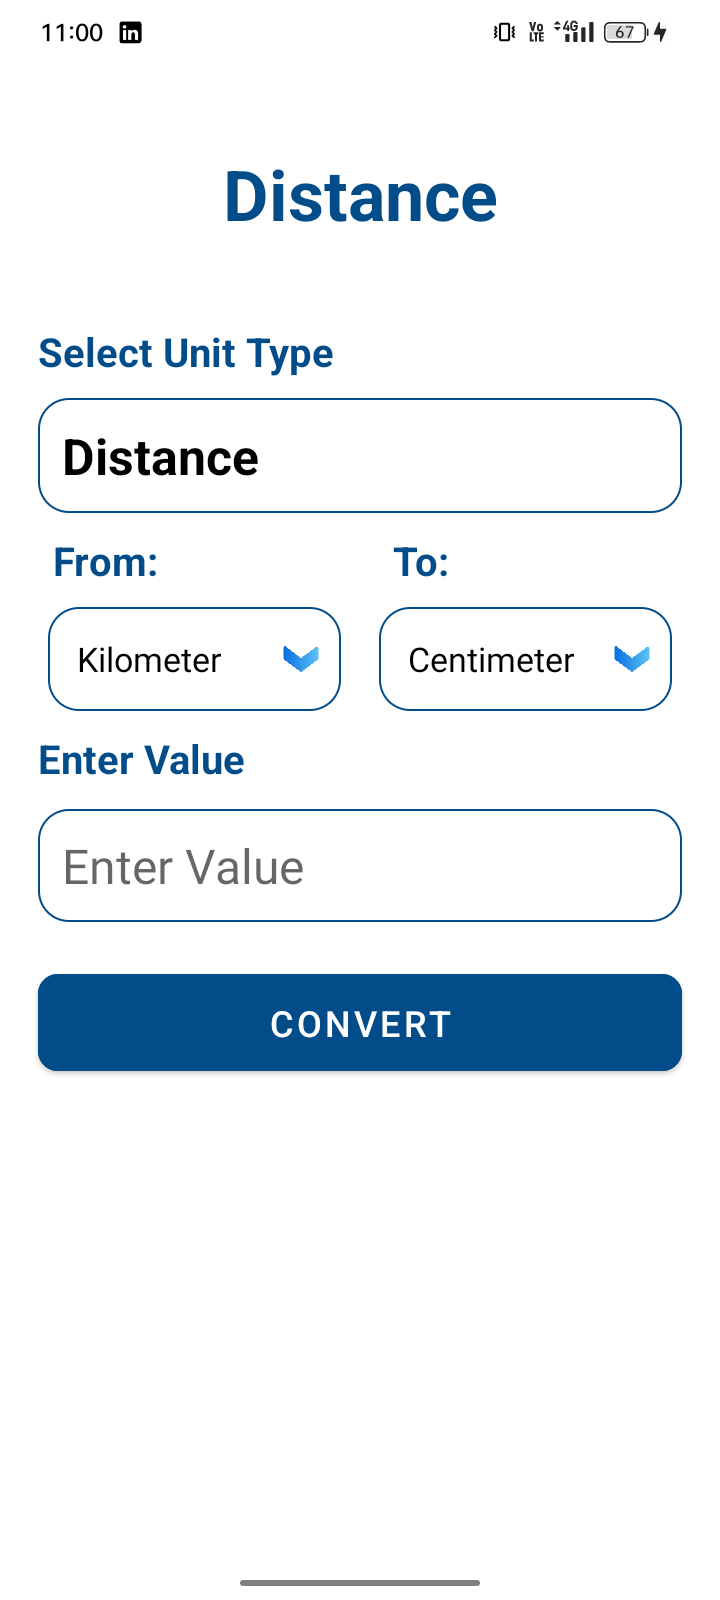 11:00 in Vo LTE 4G 67
Distance
Select Unit Type
Distance
From: To:
Kilometer Centimeter
Enter Value
Enter Value
CONVERT